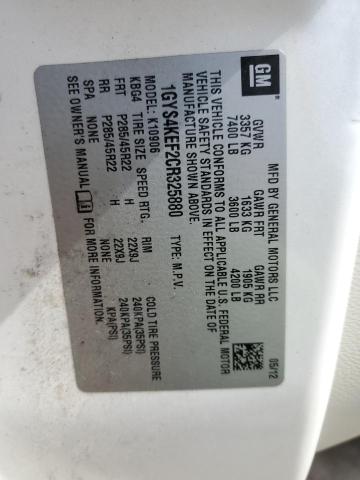 GM
MFD BY GENERAL MOTORS LLC
05/12
GVWR GAWR FRT GAWR RR
3357 KG 1633 KG 1905 KG
7400 LB 3600 LB 4200 LB
THIS VEHICLE CONFORMS TO ALL APPLICABLE U.S. FEDERAL MOTOR
VEHICLE SAFETY STANDARDS IN EFFECT ON THE DATE OF
MANUFACTURE SHOWN ABOVE.
1GYS4KEF2CR325880 TYPE: M.P.V.
MODEL: K10906
KBG4 TIRE SIZE SPEED RTG. RIM COLD TIRE PRESSURE
FRT P285/45R22 H 22X9J 240KPA(35PSI)
RR P285/45R22 H 22X9J 240KPA(35PSI)
SPA NONE NONE KPA(PSI)
SEE OWNER'S MANUAL